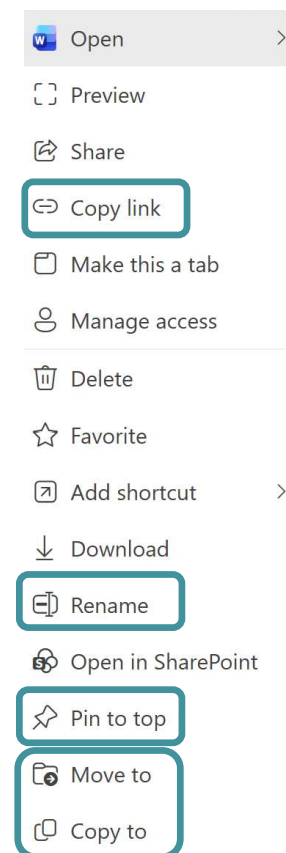 Open
Preview
Share
Copy link
Make this a tab
Manage access
Delete
Favorite
Add shortcut
Download
Rename
Open in SharePoint
Pin to top
Move to
Copy to